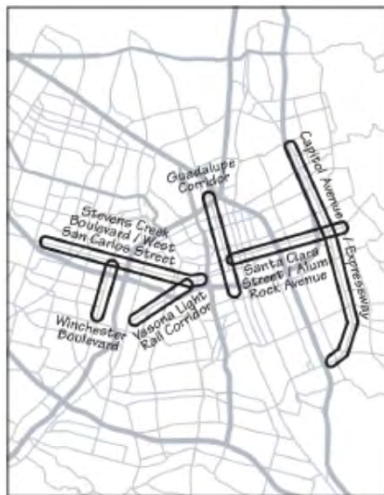 Guadalupe
Corridor
Capitol Avenue / Expressway
Stevens Creek
Boulevard / West
San Carlos Street
Santa Clara
Street / Alum
Rock Avenue
Winchester
Boulevard
Vasona Light
Rail Corridor